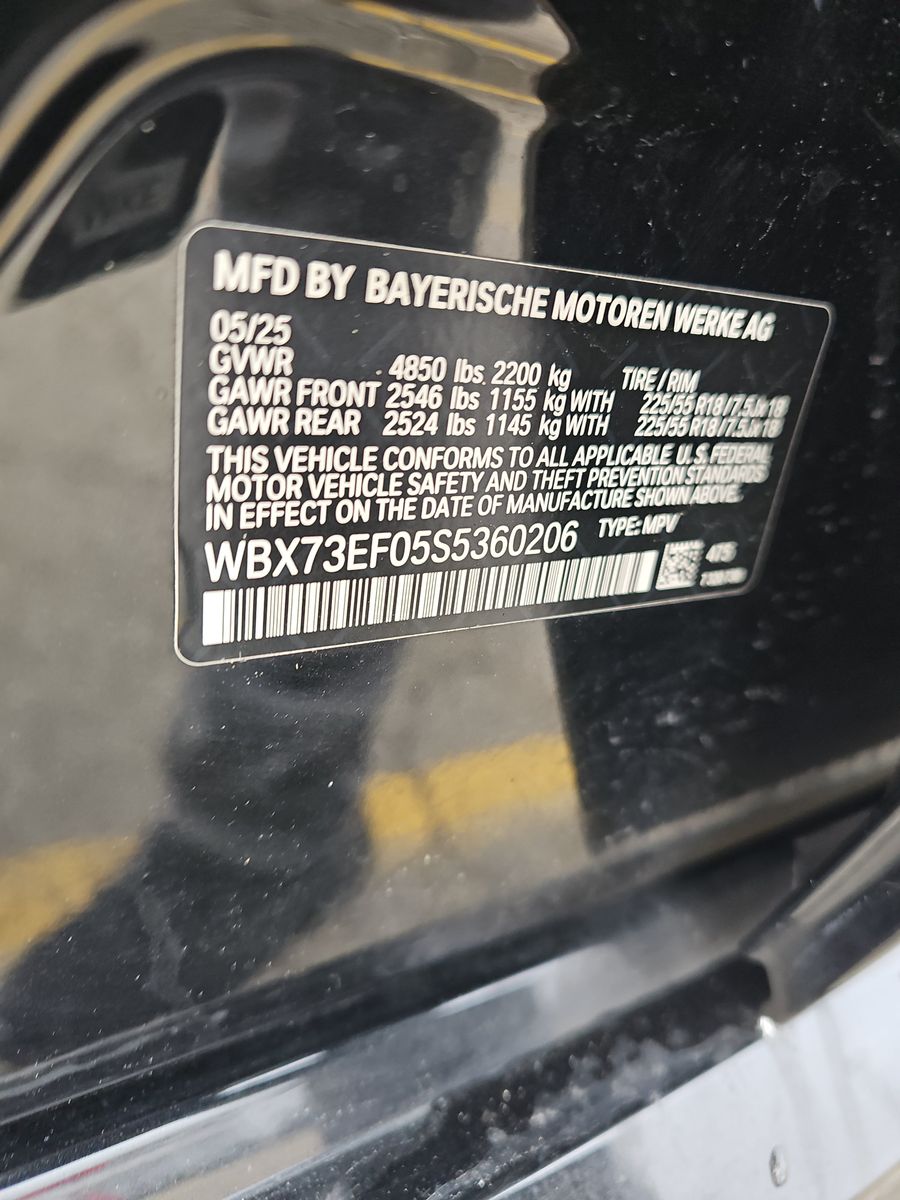 MFD BY BAYERISCHE MOTOREN WERKE AG
05/25
GVWR 4850 lbs 2200 kg TIRE / RIM
GAWR FRONT 2546 lbs 1155 kg WITH 225/55 R18 / 7.5Jx18
GAWR REAR 2524 lbs 1145 kg WITH 225/55 R18 / 7.5Jx18
THIS VEHICLE CONFORMS TO ALL APPLICABLE U.S. FEDERAL
MOTOR VEHICLE SAFETY AND THEFT PREVENTION STANDARDS
IN EFFECT ON THE DATE OF MANUFACTURE SHOWN ABOVE.
WBX73EF05S5360206 TYPE: MPV